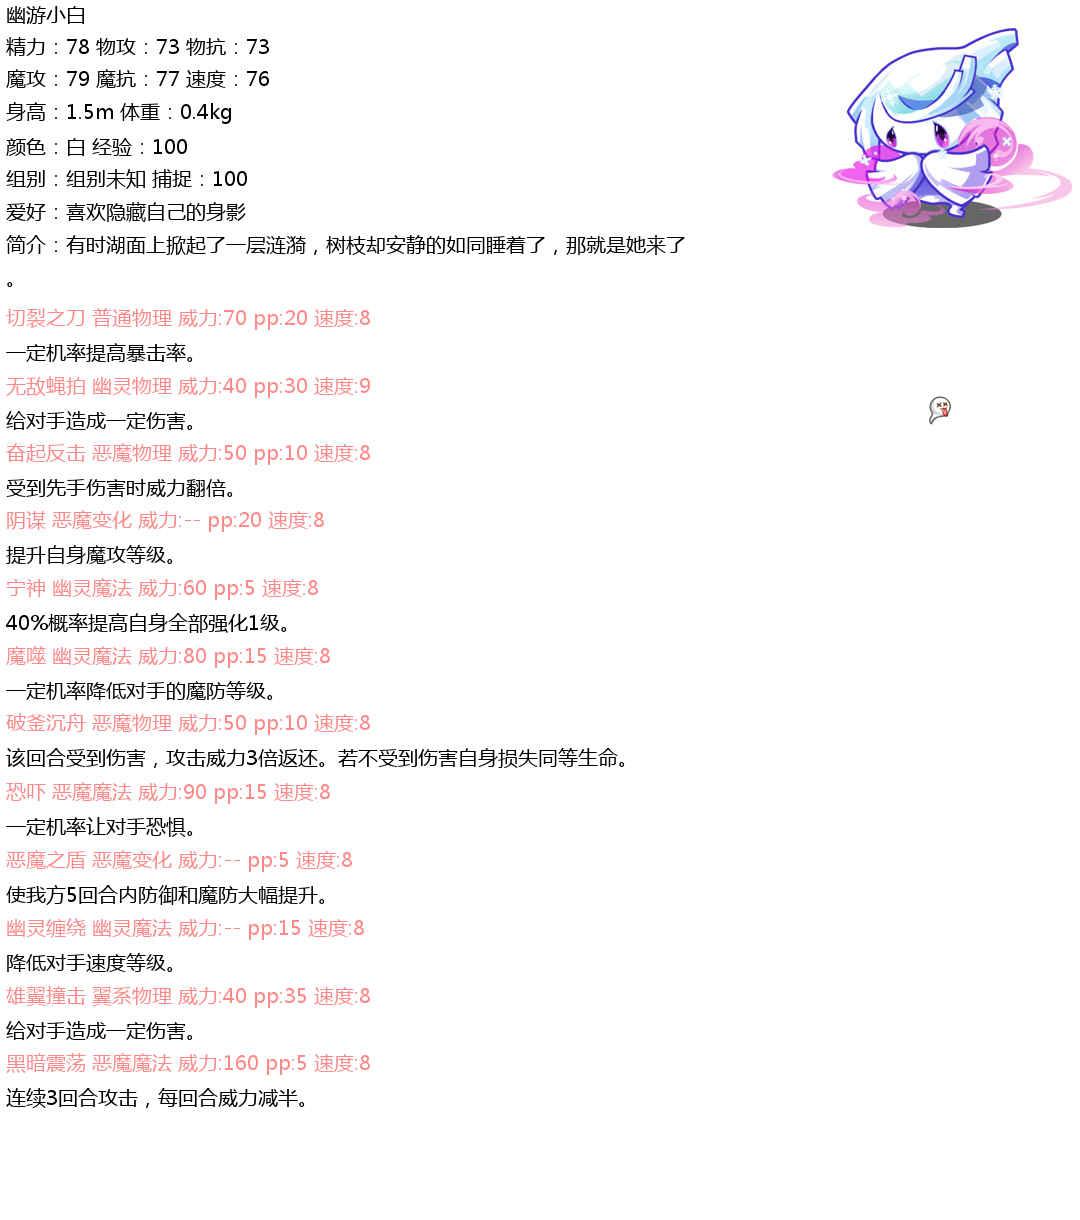 幽游小白
精力：78 物攻：73 物抗：73
魔攻：79 魔抗：77 速度：76
身高：1.5m 体重：0.4kg
颜色：白 经验：100
组别：组别未知 捕捉：100
爱好：喜欢隐藏自己的身影
简介：有时湖面上掀起了一层涟漪，树枝却安静的如同睡着了，那就是她来了
。
切裂之刀 普通物理 威力:70 pp:20 速度:8
一定机率提高暴击率。
无敌蝇拍 幽灵物理 威力:40 pp:30 速度:9
给对手造成一定伤害。
奋起反击 恶魔物理 威力:50 pp:10 速度:8
受到先手伤害时威力翻倍。
阴谋 恶魔变化 威力:-- pp:20 速度:8
提升自身魔攻等级。
宁神 幽灵魔法 威力:60 pp:5 速度:8
40%概率提高自身全部强化1级。
魔噬 幽灵魔法 威力:80 pp:15 速度:8
一定机率降低对手的魔防等级。
破釜沉舟 恶魔物理 威力:50 pp:10 速度:8
该回合受到伤害，攻击威力3倍返还。若不受到伤害自身损失同等生命。
恐吓 恶魔魔法 威力:90 pp:15 速度:8
一定机率让对手恐惧。
恶魔之盾 恶魔变化 威力:-- pp:5 速度:8
使我方5回合内防御和魔防大幅提升。
幽灵缠绕 幽灵魔法 威力:-- pp:15 速度:8
降低对手速度等级。
雄翼撞击 翼系物理 威力:40 pp:35 速度:8
给对手造成一定伤害。
黑暗震荡 恶魔魔法 威力:160 pp:5 速度:8
连续3回合攻击，每回合威力减半。